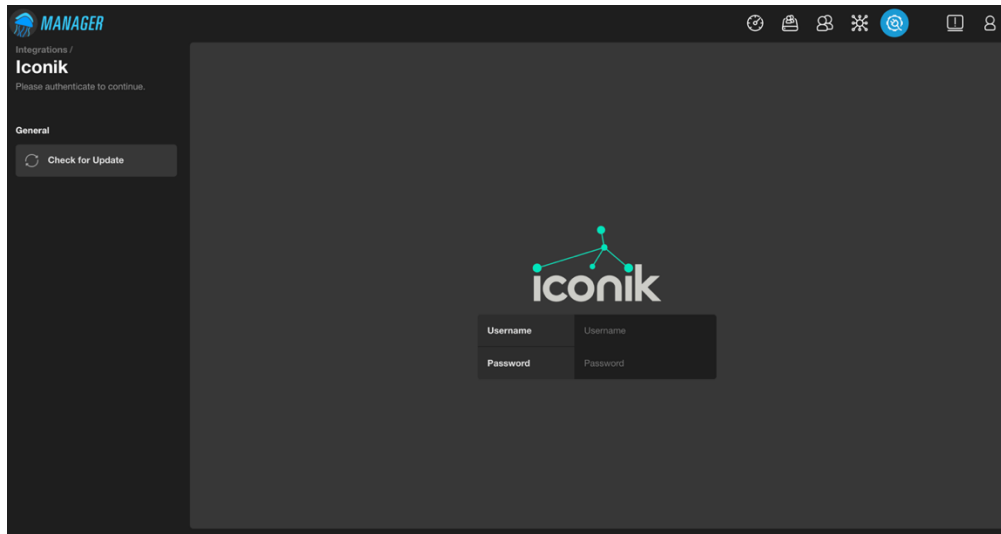 MANAGER
Integrations /
Iconik
Please authenticate to continue.
General
Check for Update
iconik
Username Username
Password Password